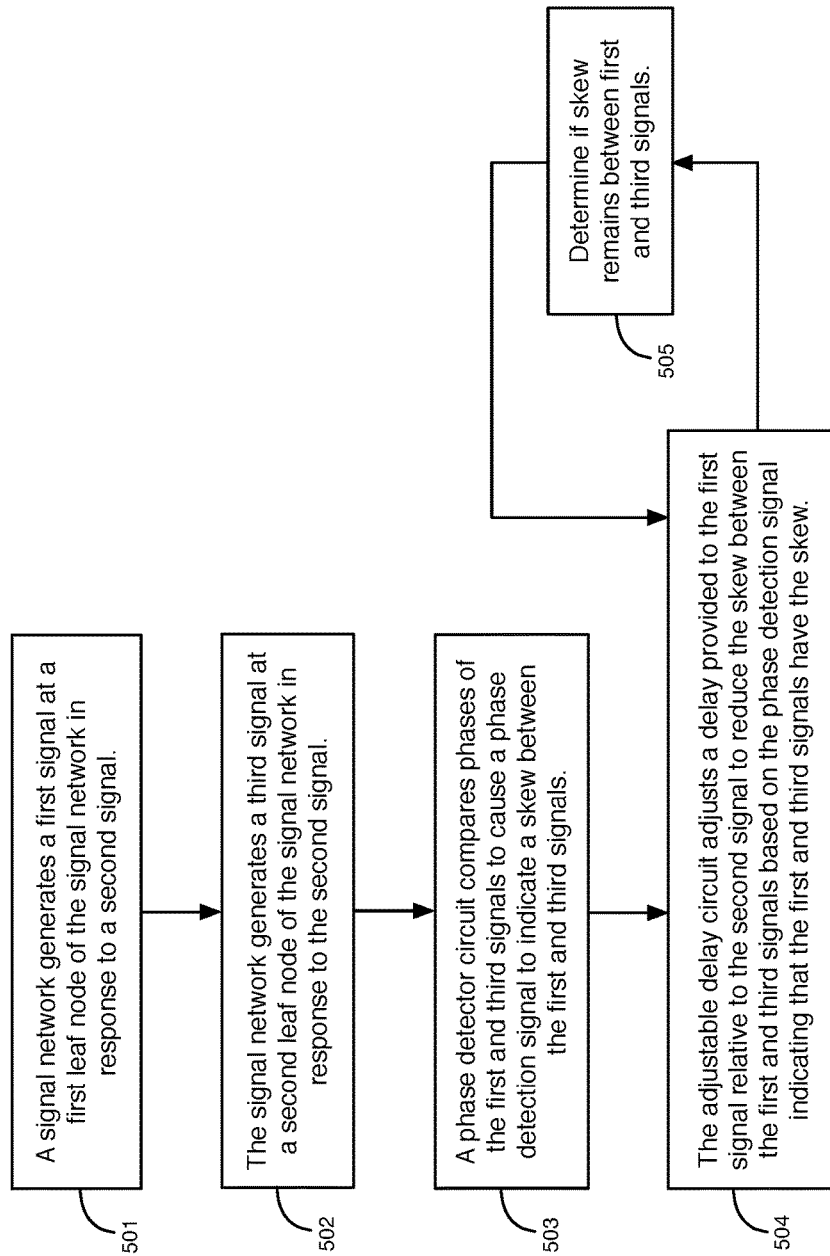 A signal network generates a first signal at a
first leaf node of the signal network in
response to a second signal.
501
The signal network generates a third signal at
a second leaf node of the signal network in
response to the second signal.
502
A phase detector circuit compares phases of
the first and third signals to cause a phase
detection signal to indicate a skew between
the first and third signals.
503
The adjustable delay circuit adjusts a delay provided to the first
signal relative to the second signal to reduce the skew between
the first and third signals based on the phase detection signal
indicating that the first and third signals have the skew.
504
Determine if skew
remains between first
and third signals.
505